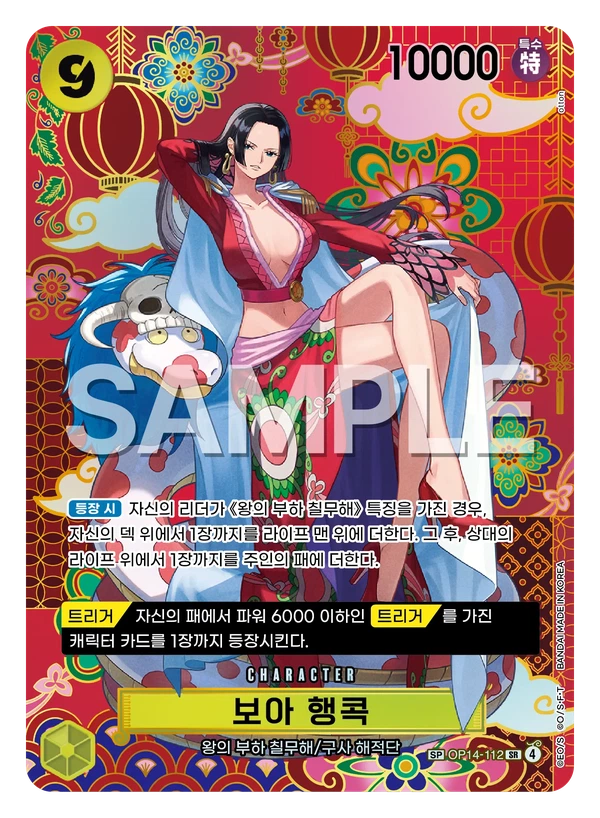 9
10000
특수
特
otton
SAMPLE
등장 시 자신의 리더가 《왕의 부하 칠무해》 특징을 가진 경우,
자신의 덱 위에서 1장까지를 라이프 맨 위에 더한다. 그 후, 상대의
라이프 위에서 1장까지를 주인의 패에 더한다.
트리거 자신의 패에서 파워 6000 이하인 트리거 를 가진
캐릭터 카드를 1장까지 등장시킨다.
CHARACTER
보아 행콕
왕의 부하 칠무해/구사 해적단
SP OP14-112 SR 4
©EO/S ©O/S·F·T BANDAI MADE IN KOREA